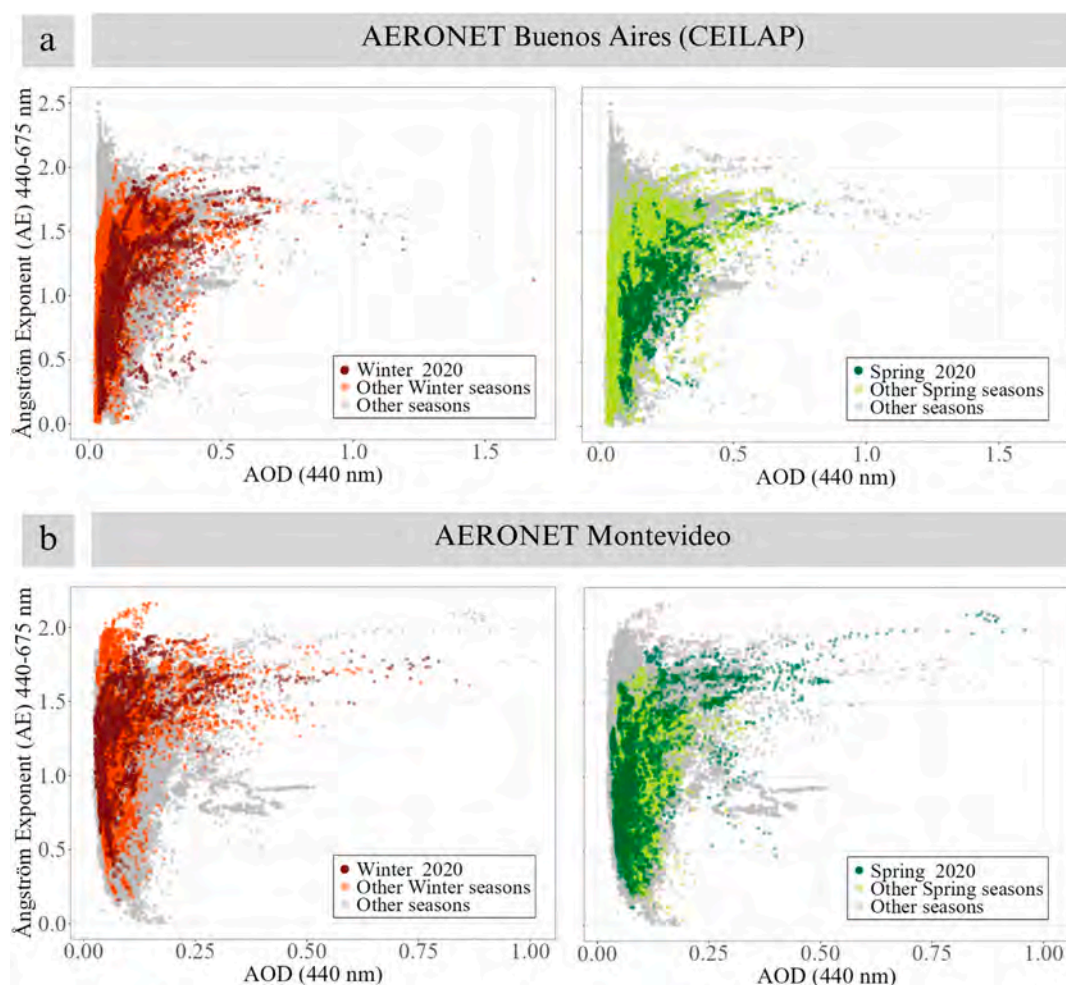 a
AERONET Buenos Aires (CEILAP)
Ångström Exponent (AE) 440-675 nm
2.5
2.0
1.5
1.0
0.5
0.0
Winter 2020
Other Winter seasons
Other seasons
0.0 0.5 1.0 1.5
AOD (440 nm)
Spring 2020
Other Spring seasons
Other seasons
0.0 0.5 1.0 1.5
AOD (440 nm)
b
AERONET Montevideo
Ångström Exponent (AE) 440-675 nm
2.0
1.5
1.0
0.5
0.0
Winter 2020
Other Winter seasons
Other seasons
0.00 0.25 0.50 0.75 1.00
AOD (440 nm)
Spring 2020
Other Spring seasons
Other seasons
0.00 0.25 0.50 0.75 1.00
AOD (440 nm)